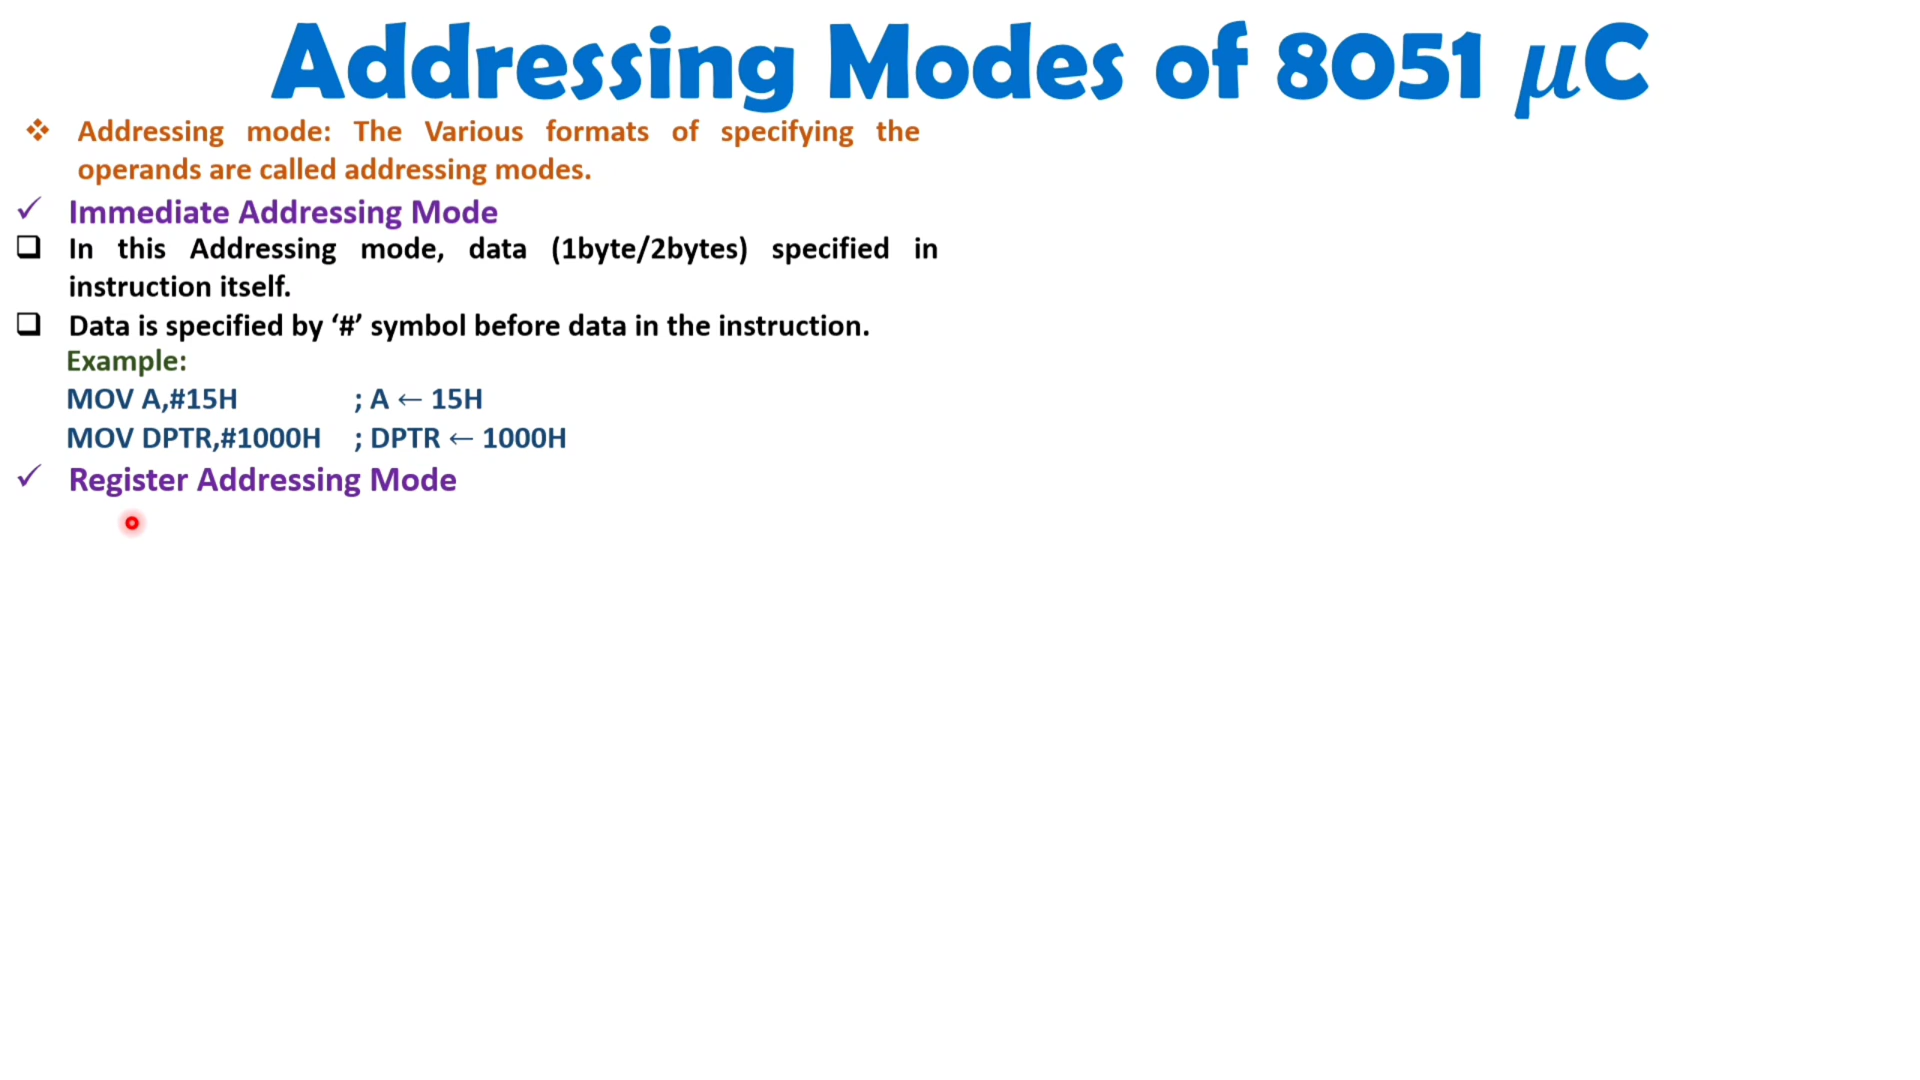 Addressing Modes of 8051 μC
❖ Addressing mode: The Various formats of specifying the
operands are called addressing modes.
✓ Immediate Addressing Mode
❑ In this Addressing mode, data (1byte/2bytes) specified in
instruction itself.
❑ Data is specified by ‘#’ symbol before data in the instruction.
Example:
MOV A,#15H ; A ← 15H
MOV DPTR,#1000H ; DPTR ← 1000H
✓ Register Addressing Mode